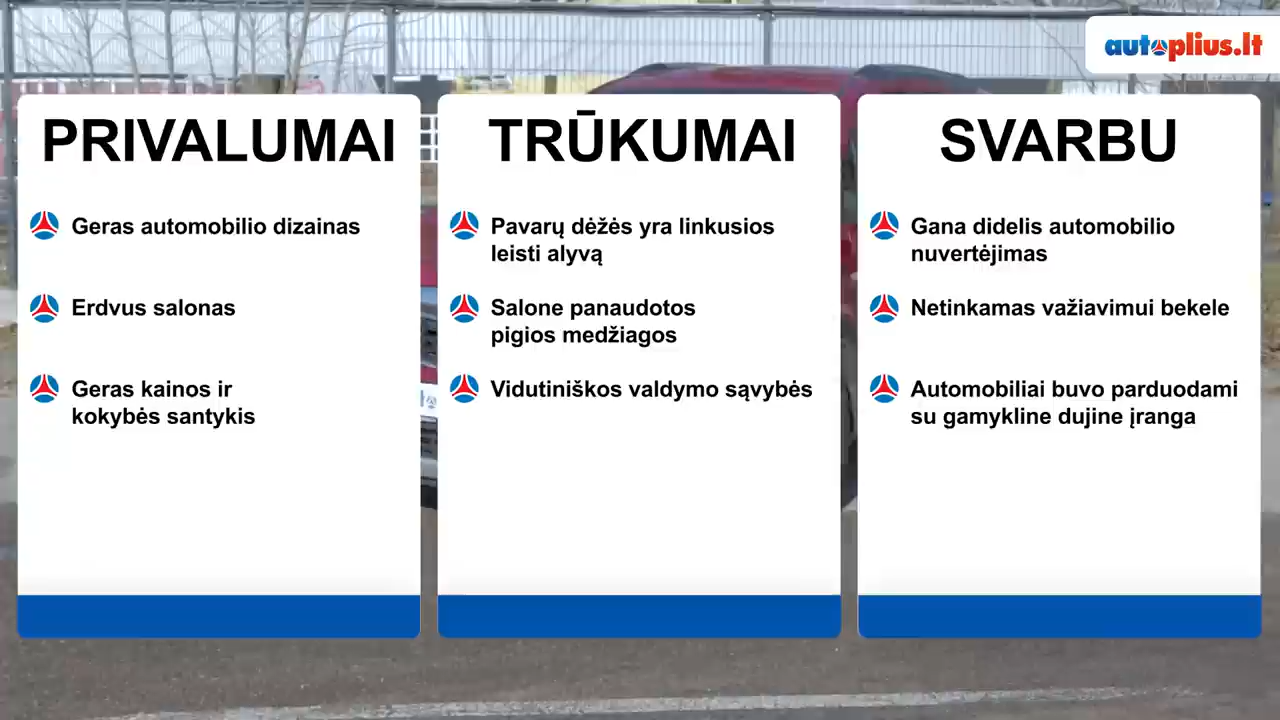 autoplius.lt
PRIVALUMAI
Geras automobilio dizainas
Erdvus salonas
Geras kainos ir
kokybės santykis
TRŪKUMAI
Pavarų dėžės yra linkusios
leisti alyvą
Salone panaudotos
pigios medžiagos
Vidutiniškos valdymo sąvybės
SVARBU
Gana didelis automobilio
nuvertėjimas
Netinkamas važiavimui bekele
Automobiliai buvo parduodami
su gamykline dujine įranga